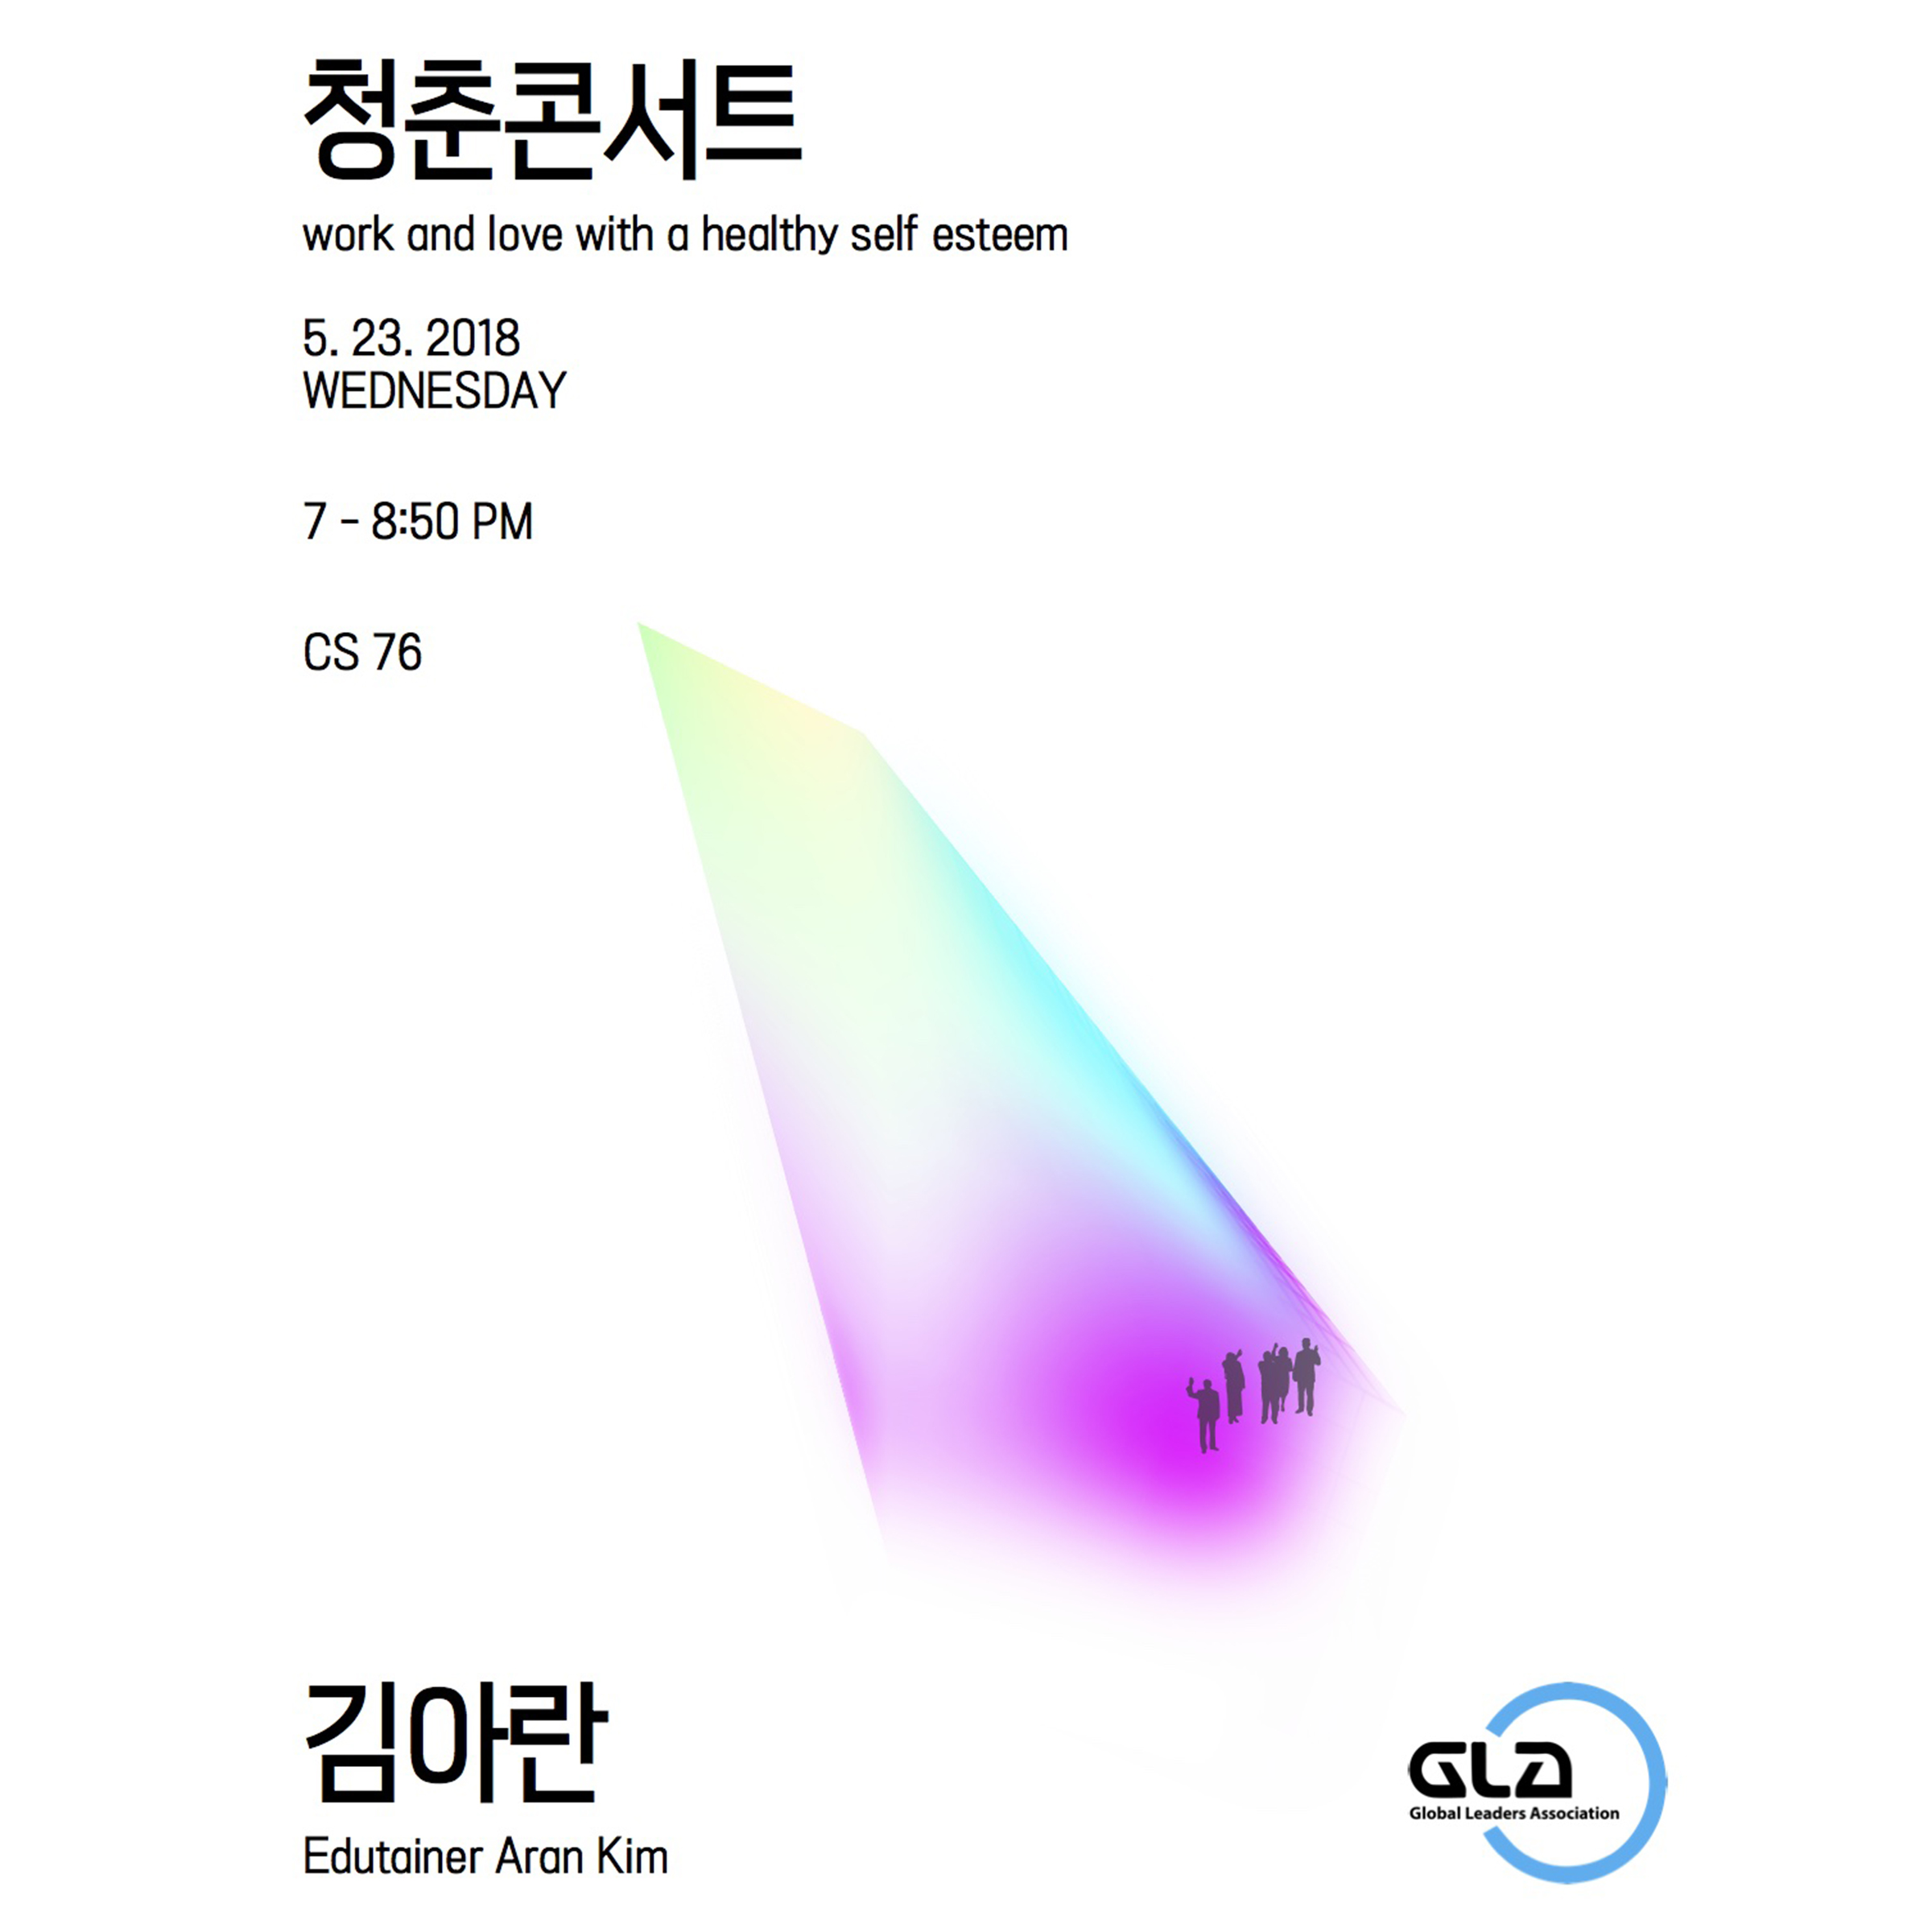 청춘콘서트
work and love with a healthy self esteem
5. 23. 2018
WEDNESDAY
7 - 8:50 PM
CS 76
김아란
Edutainer Aran Kim
GLA
Global Leaders Association